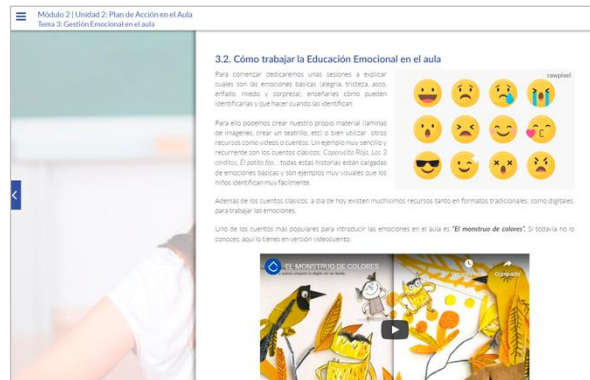 Módulo 2 | Unidad 2: Plan de Acción en el Aula
Tema 3: Gestión Emocional en el aula
3.2. Cómo trabajar la Educación Emocional en el aula
Para comenzar dedicaremos unas sesiones a explicar
cuáles son las emociones básicas (alegría, tristeza, asco,
enfado, miedo y sorpresa), enseñarles cómo pueden
identificarlas y qué hacer cuando las identifican.
rawpixel
Para ello podemos crear nuestro propio material (láminas
de imágenes, crear un teatrillo, etc) o bien utilizar otros
recursos como vídeos o cuentos. Un ejemplo muy sencillo y
recurrente son los cuentos clásicos: Caperucita Roja, Los 3
cerditos, El patito feo... todas estas historias están cargadas
de emociones básicas y son ejemplos muy visuales que los
niños identifican muy fácilmente.
Además de los cuentos clásicos, a día de hoy existen muchísimos recursos tanto en formatos tradicionales, como digitales,
para trabajar las emociones.
Uno de los cuentos más populares para introducir las emociones en el aula es "El monstruo de colores". Si todavía no lo
conoces, aquí lo tienes en versión videocuento:
EL MONSTRUO DE COLORES
Compartir